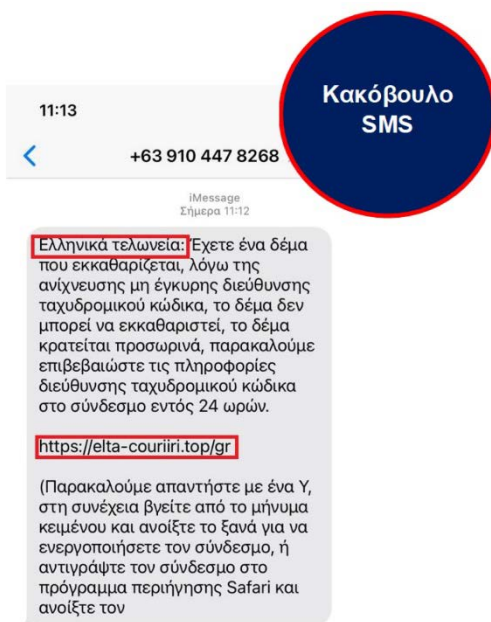 Κακόβουλο
SMS
11:13
+63 910 447 8268
iMessage
Σήμερα 11:12
Ελληνικά τελωνεία: Έχετε ένα δέμα
που εκκαθαρίζεται, λόγω της
ανίχνευσης μη έγκυρης διεύθυνσης
ταχυδρομικού κώδικα, το δέμα δεν
μπορεί να εκκαθαριστεί, το δέμα
κρατείται προσωρινά, παρακαλούμε
επιβεβαιώστε τις πληροφορίες
διεύθυνσης ταχυδρομικού κώδικα
στο σύνδεσμο εντός 24 ωρών.
https://elta-couriiri.top/gr
(Παρακαλούμε απαντήστε με ένα Y,
στη συνέχεια βγείτε από το μήνυμα
κειμένου και ανοίξτε το ξανά για να
ενεργοποιήσετε τον σύνδεσμο, ή
αντιγράψτε τον σύνδεσμο στο
πρόγραμμα περιήγησης Safari και
ανοίξτε τον